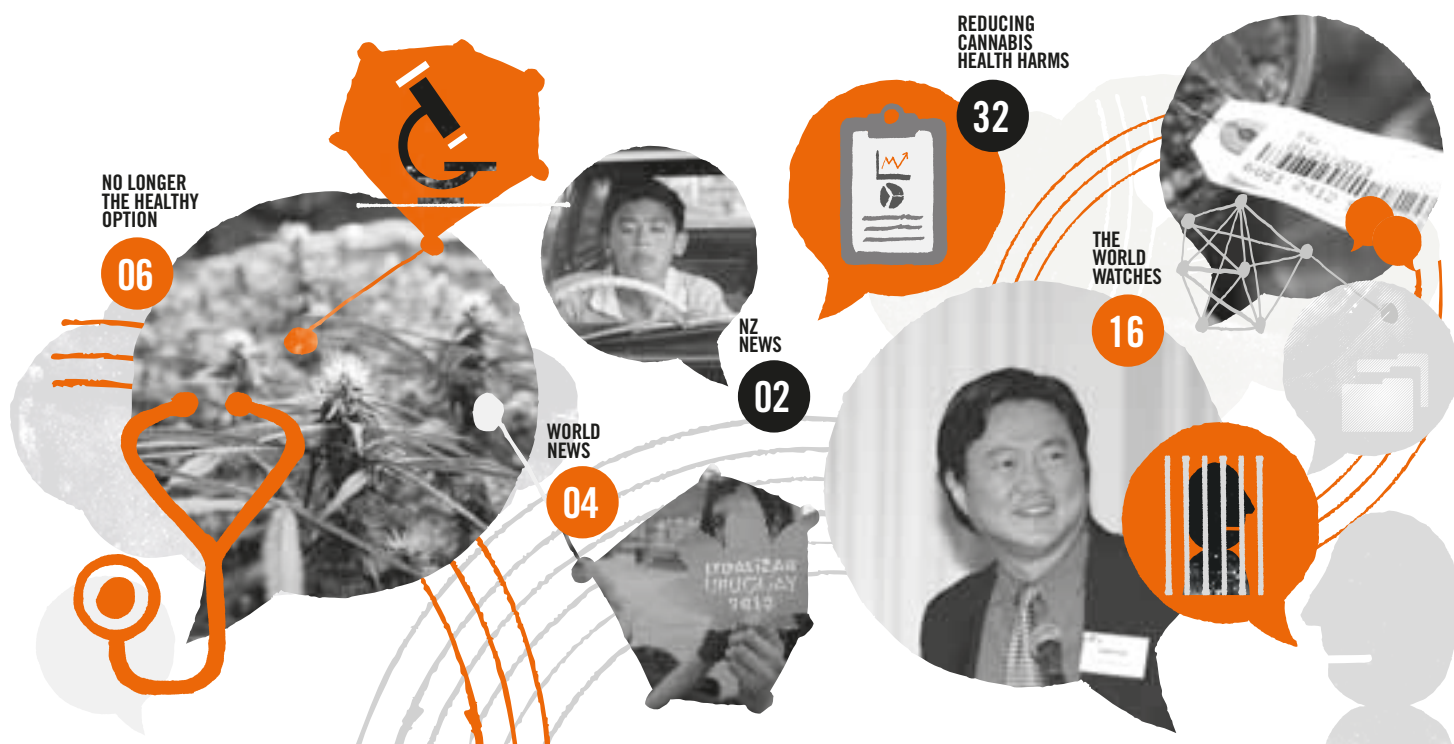 REDUCING
CANNABIS
HEALTH HARMS
32
NO LONGER
THE HEALTHY
OPTION
06
THE
WORLD
WATCHES
16
NZ
NEWS
02
WORLD
NEWS
04
URUGUAY